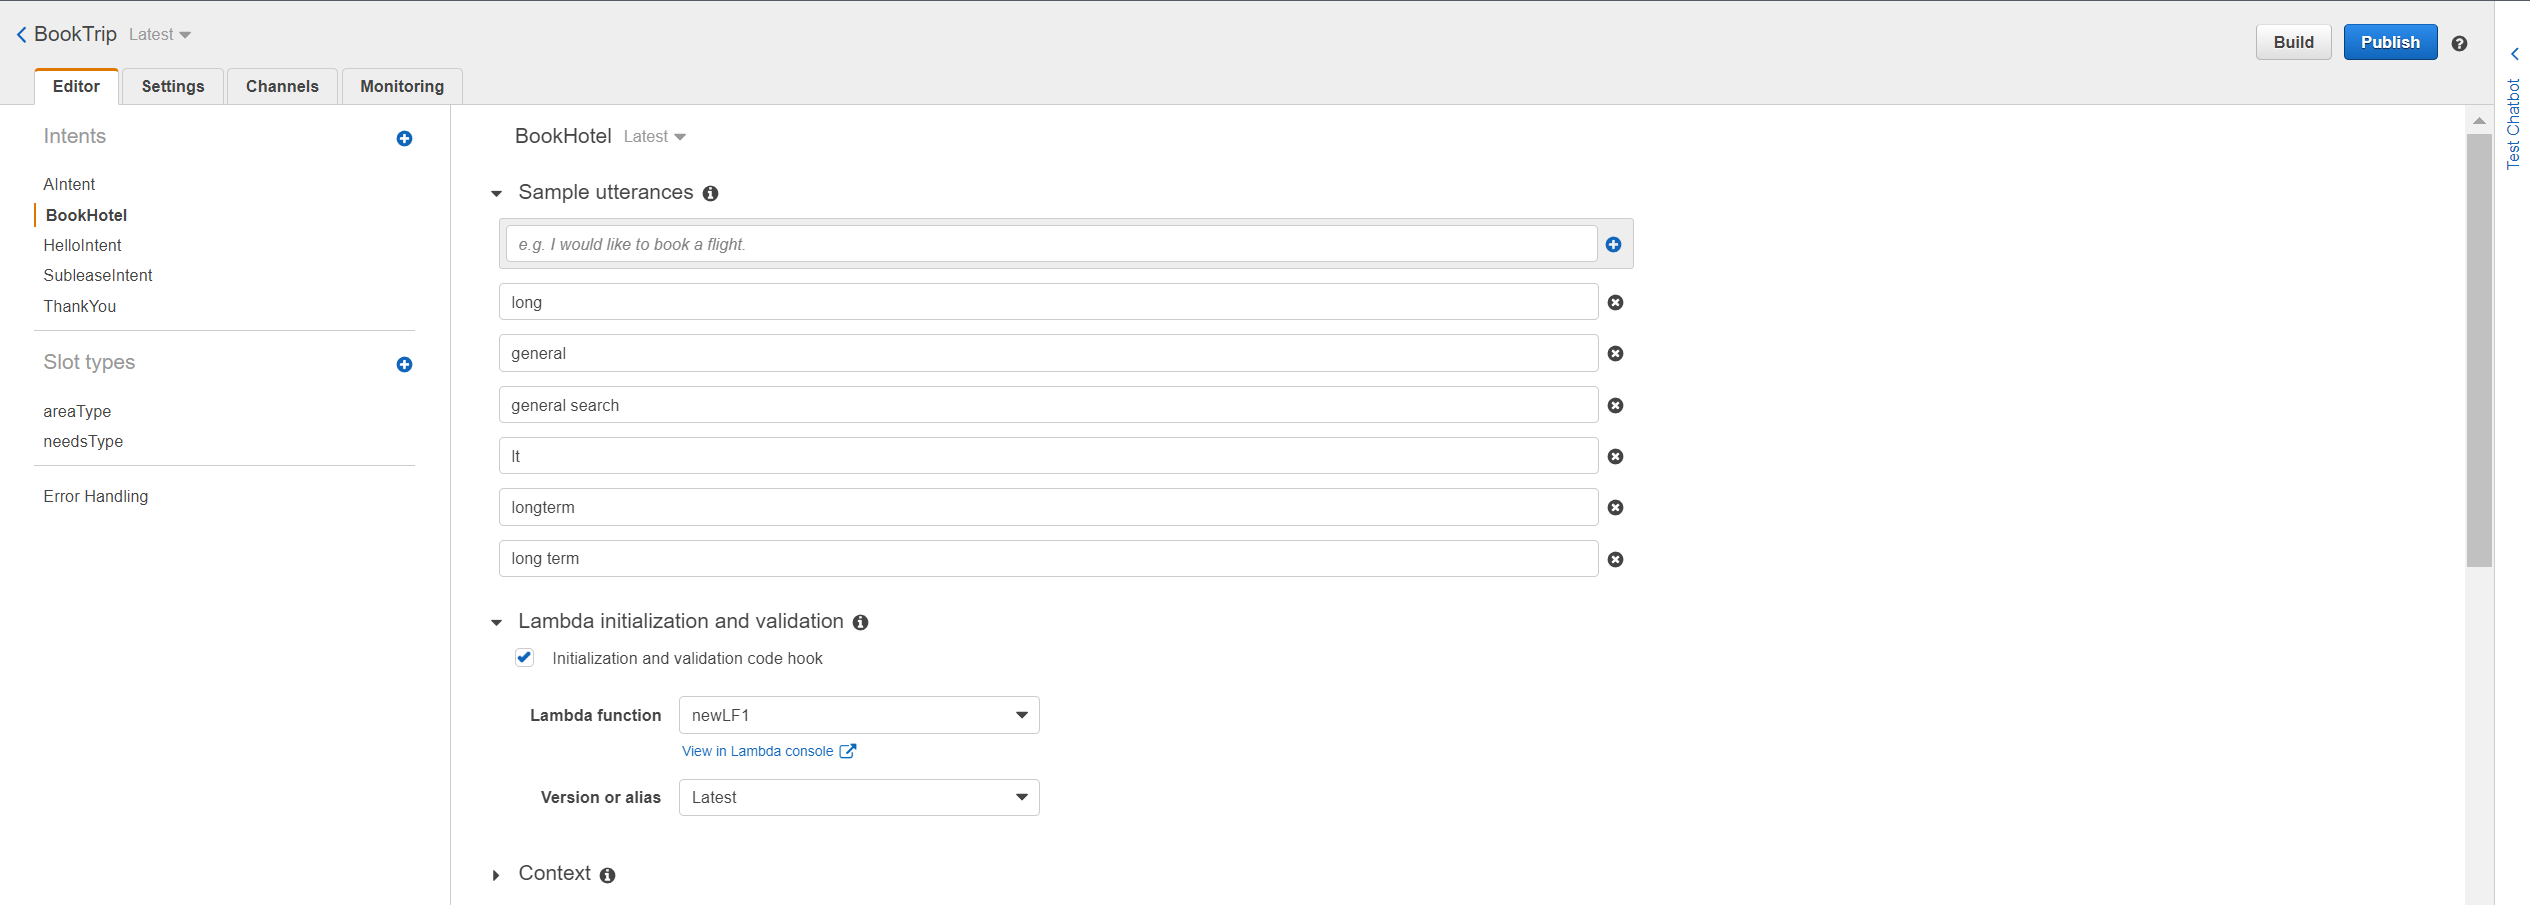 BookTrip Latest
Build Publish
Editor Settings Channels Monitoring
Test Chatbot
Intents
AIntent
BookHotel
HelloIntent
SubleaseIntent
ThankYou
Slot types
areaType
needsType
Error Handling
BookHotel Latest
Sample utterances
e.g. I would like to book a flight.
long
general
general search
lt
longterm
long term
Lambda initialization and validation
Initialization and validation code hook
Lambda function newLF1
View in Lambda console
Version or alias Latest
Context